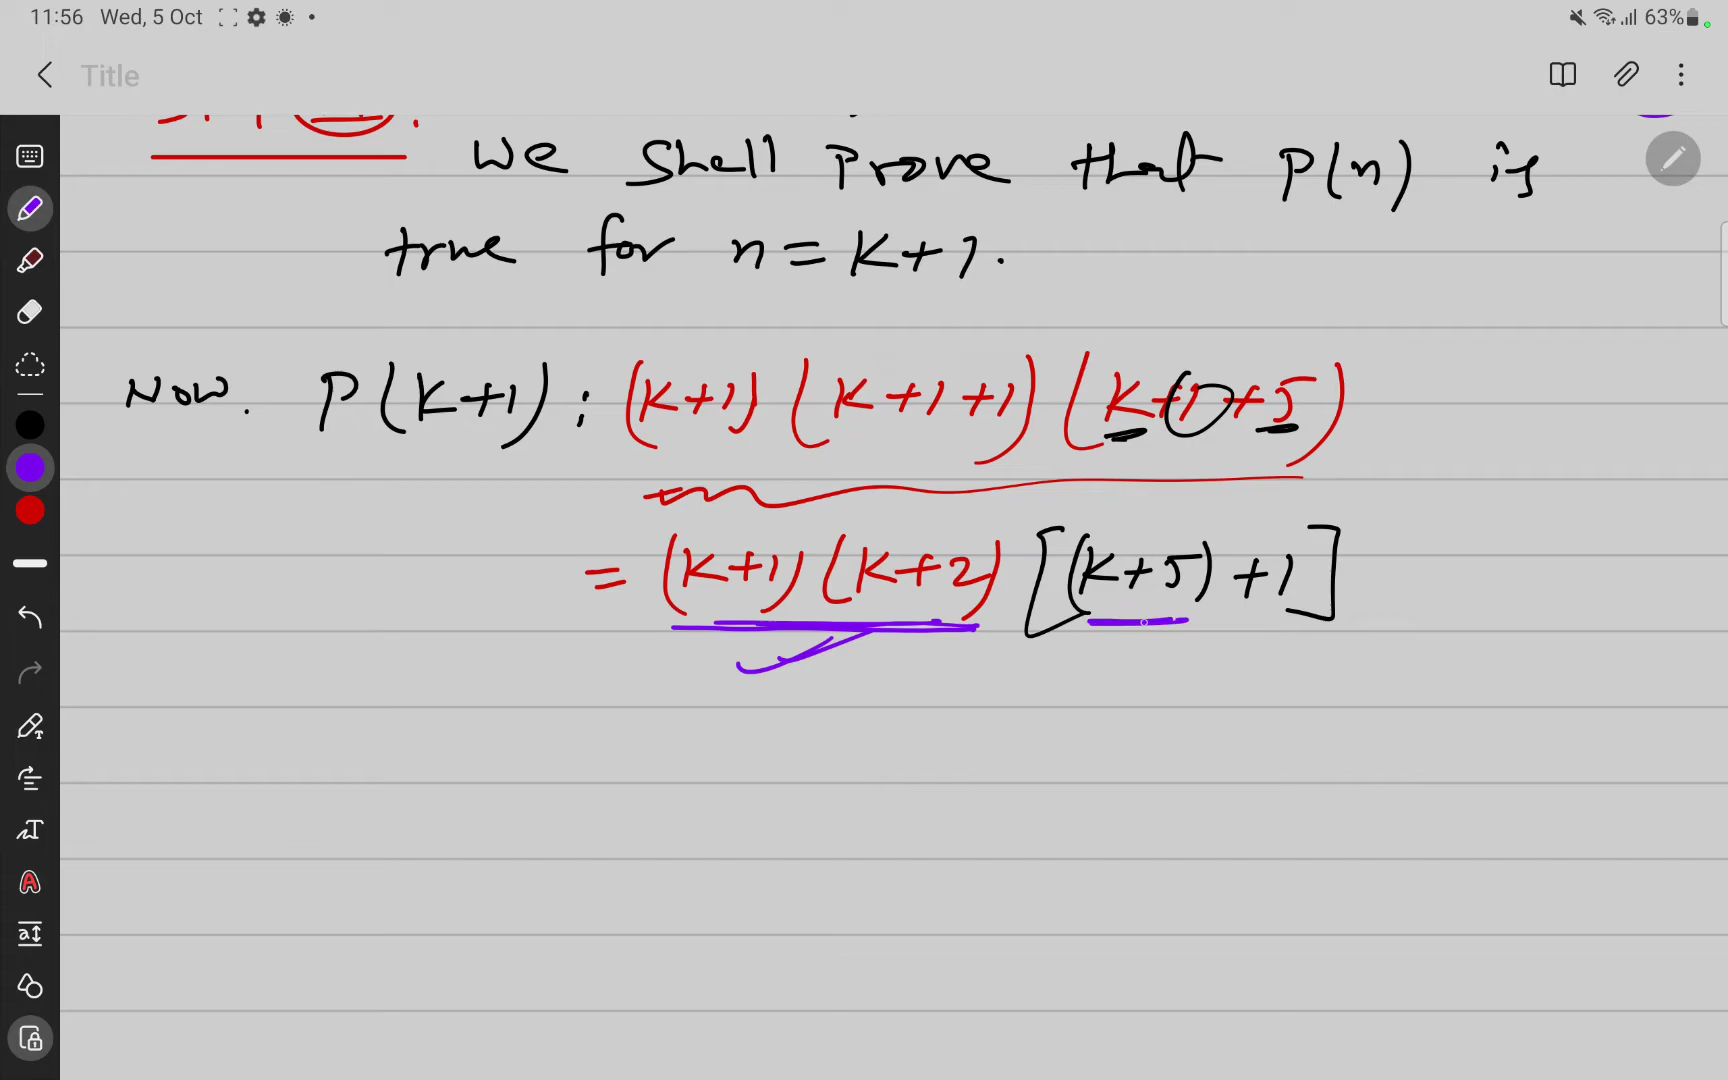 11:56 Wed, 5 Oct 63%
Title
We shall prove that P(n) is
true for n = K+1.
Now. P(K+1): (K+1) (K+1+1) (K+1+5)
= (K+1) (K+2) [(K+5)+1]